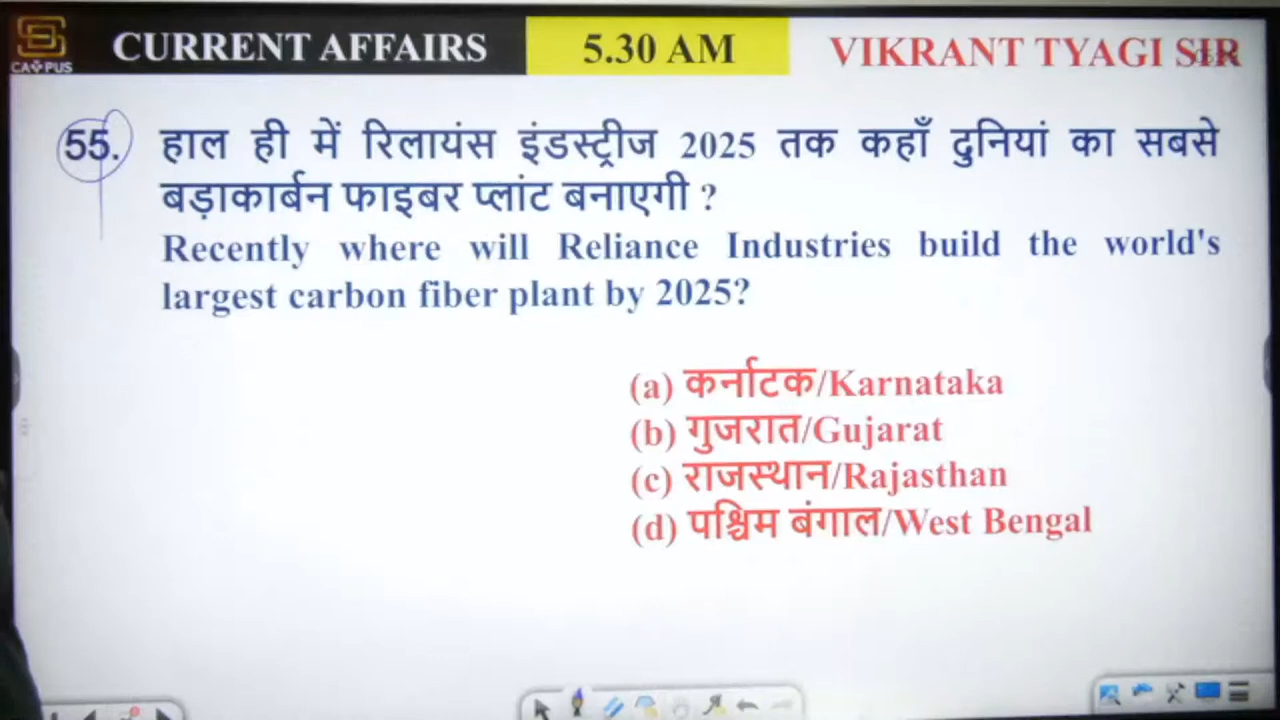 CAMPUS
CURRENT AFFAIRS
5.30 AM
VIKRANT TYAGI SIR
55. हाल ही में रिलायंस इंडस्ट्रीज 2025 तक कहाँ दुनियां का सबसे
बड़ाकार्बन फाइबर प्लांट बनाएगी ?
Recently where will Reliance Industries build the world's
largest carbon fiber plant by 2025?
(a) कर्नाटक/Karnataka
(b) गुजरात/Gujarat
(c) राजस्थान/Rajasthan
(d) पश्चिम बंगाल/West Bengal